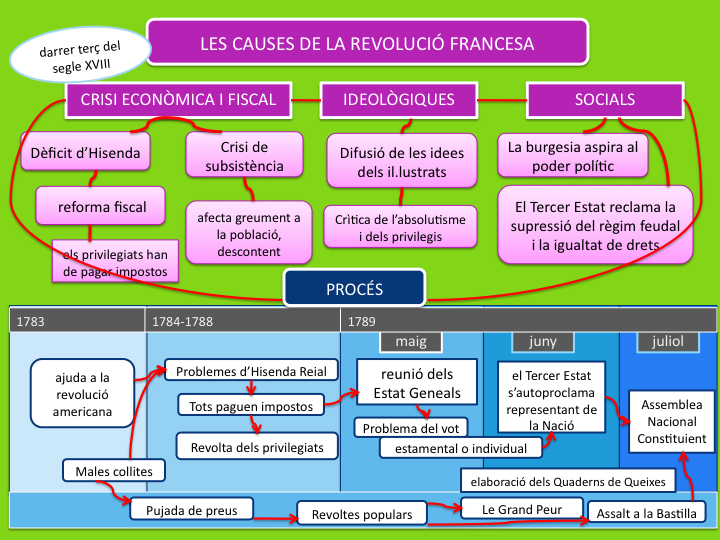 LES CAUSES DE LA REVOLUCIÓ FRANCESA
darrer terç del
segle XVIII
CRISI ECONÒMICA I FISCAL
IDEOLÒGIQUES
SOCIALS
Dèficit d'Hisenda
Crisi de
subsistència
Difusió de les idees
dels il.lustrats
La burgesia aspira al
poder polític
reforma fiscal
afecta greument a
la població,
descontent
Crìtica de l'absolutisme
i dels privilegis
El Tercer Estat reclama la
supressió del règim feudal
i la igualtat de drets
els privilegiats han
de pagar impostos
PROCÉS
1783
1784-1788
1789
maig
juny
juliol
ajuda a la
revolució
americana
Problemes d'Hisenda Reial
Tots paguen impostos
Revolta dels privilegiats
reunió dels
Estat Geneals
Problema del vot
estamental o individual
el Tercer Estat
s'autoproclama
representant de
la Nació
Assemblea
Nacional
Constituient
Males collites
elaboració dels Quaderns de Queixes
Pujada de preus
Revoltes populars
Le Grand Peur
Assalt a la Bastilla